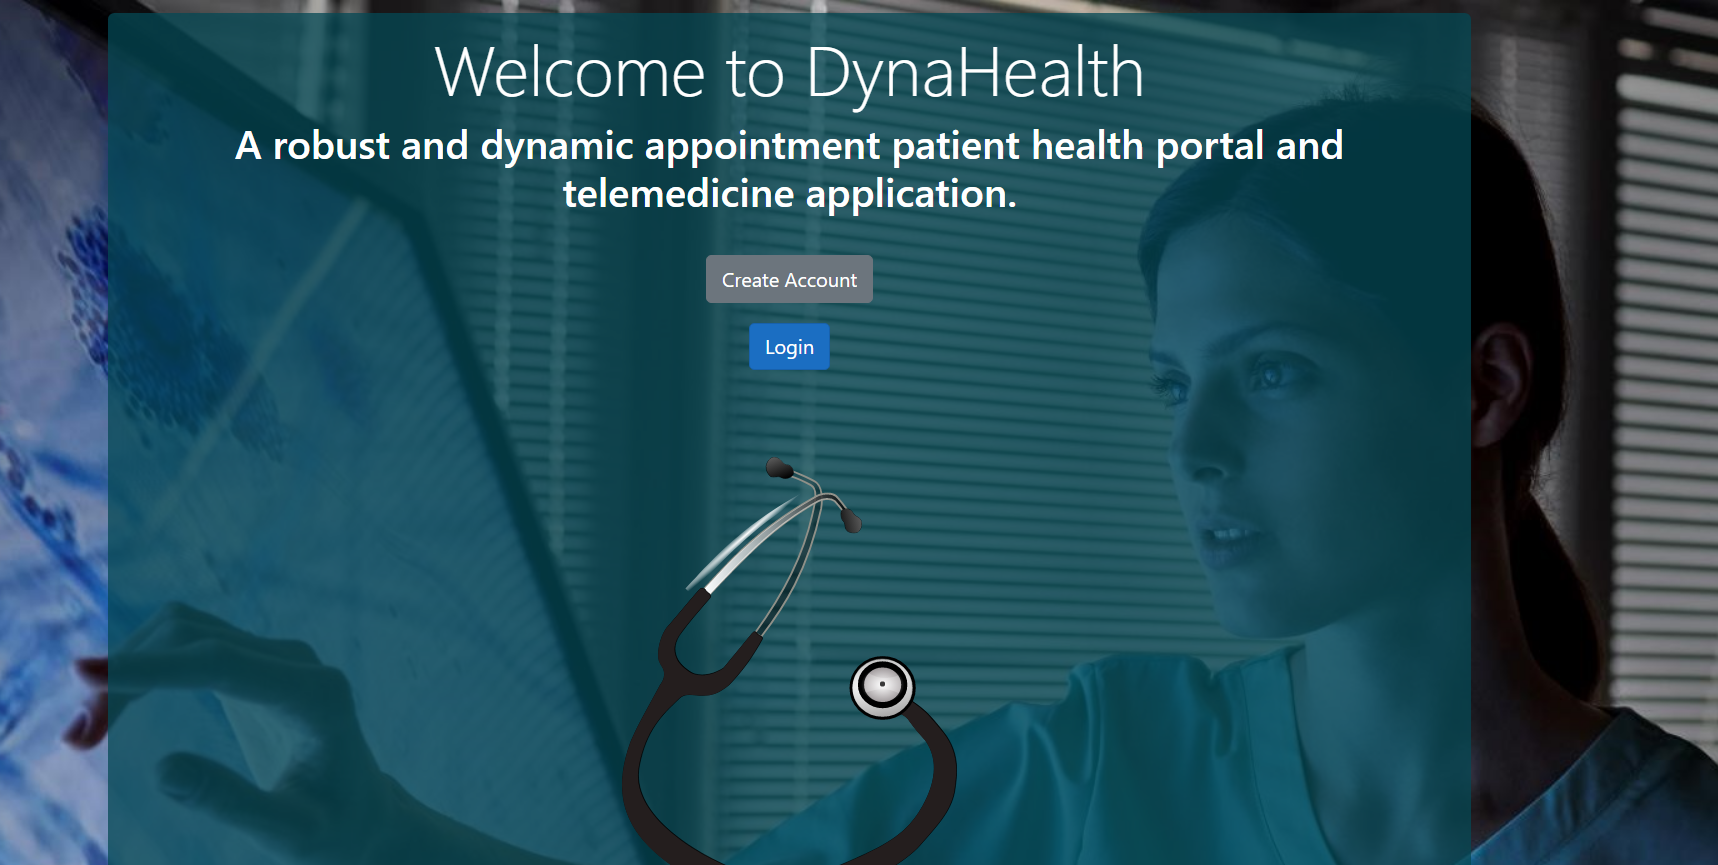 Welcome to DynaHealth
A robust and dynamic appointment patient health portal and
telemedicine application.
Create Account
Login